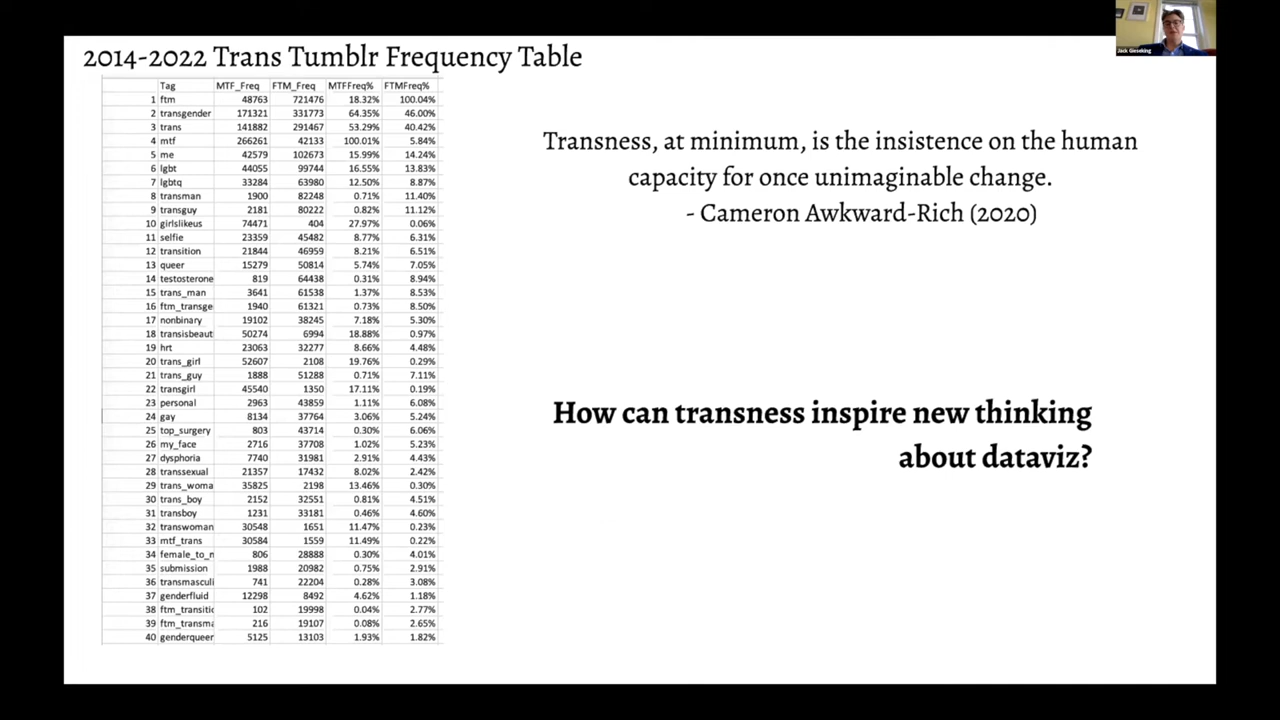 2014-2022 Trans Tumblr Frequency Table
Jack Gieseking
Tag MTF_Freq FTM_Freq MTFFreq% FTMFreq%
1 ftm 48763 721476 18.32% 100.04%
2 transgender 171321 331773 64.35% 46.00%
3 trans 141882 291467 53.29% 40.42%
4 mtf 266261 42133 100.01% 5.84%
5 me 42579 102673 15.99% 14.24%
6 lgbt 44055 99744 16.55% 13.83%
7 lgbtq 33284 63980 12.50% 8.87%
8 transman 1900 82248 0.71% 11.40%
9 transguy 2181 80222 0.82% 11.12%
10 girlslikeus 74471 404 27.97% 0.06%
11 selfie 23359 45482 8.77% 6.31%
12 transition 21844 46959 8.21% 6.51%
13 queer 15279 50814 5.74% 7.05%
14 testosterone 819 64438 0.31% 8.94%
15 trans_man 3641 61538 1.37% 8.53%
16 ftm_transge 1940 61321 0.73% 8.50%
17 nonbinary 19102 38245 7.18% 5.30%
18 transisbeaut 50274 6994 18.88% 0.97%
19 hrt 23063 32277 8.66% 4.48%
20 trans_girl 52607 2108 19.76% 0.29%
21 trans_guy 1888 51288 0.71% 7.11%
22 transgirl 45540 1350 17.11% 0.19%
23 personal 2963 43859 1.11% 6.08%
24 gay 8134 37764 3.06% 5.24%
25 top_surgery 803 43714 0.30% 6.06%
26 my_face 2716 37708 1.02% 5.23%
27 dysphoria 7740 31981 2.91% 4.43%
28 transsexual 21357 17432 8.02% 2.42%
29 trans_woma 35825 2198 13.46% 0.30%
30 trans_boy 2152 32551 0.81% 4.51%
31 transboy 1231 33181 0.46% 4.60%
32 transwoman 30548 1651 11.47% 0.23%
33 mtf_trans 30584 1559 11.49% 0.22%
34 female_to_n 806 28888 0.30% 4.01%
35 submission 1988 20982 0.75% 2.91%
36 transmasculi 741 22204 0.28% 3.08%
37 genderfluid 12298 8492 4.62% 1.18%
38 ftm_transitic 102 19998 0.04% 2.77%
39 ftm_transma 216 19107 0.08% 2.65%
40 genderqueer 5125 13103 1.93% 1.82%
Transness, at minimum, is the insistence on the human
capacity for once unimaginable change.
- Cameron Awkward-Rich (2020)
How can transness inspire new thinking
about dataviz?